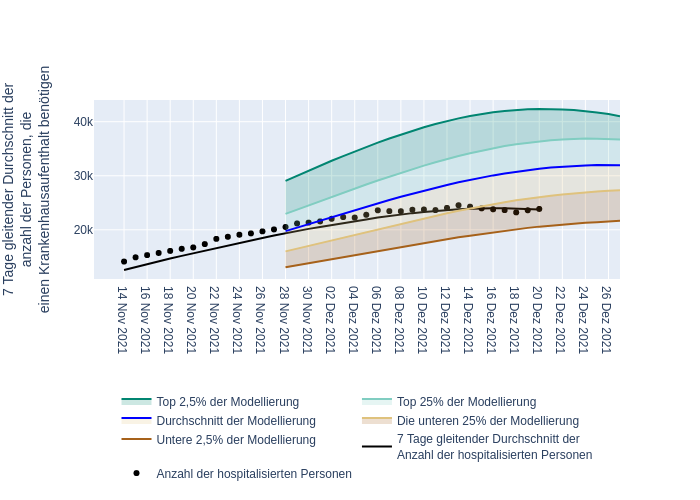 7 Tage gleitender Durchschnitt der
anzahl der Personen, die
einen Krankenhausaufenthalt benötigen
40k
30k
20k
14 Nov 2021
16 Nov 2021
18 Nov 2021
20 Nov 2021
22 Nov 2021
24 Nov 2021
26 Nov 2021
28 Nov 2021
30 Nov 2021
02 Dez 2021
04 Dez 2021
06 Dez 2021
08 Dez 2021
10 Dez 2021
12 Dez 2021
14 Dez 2021
16 Dez 2021
18 Dez 2021
20 Dez 2021
22 Dez 2021
24 Dez 2021
26 Dez 2021
Top 2,5% der Modellierung
Top 25% der Modellierung
Durchschnitt der Modellierung
Die unteren 25% der Modellierung
Untere 2,5% der Modellierung
7 Tage gleitender Durchschnitt der
Anzahl der hospitalisierten Personen
Anzahl der hospitalisierten Personen